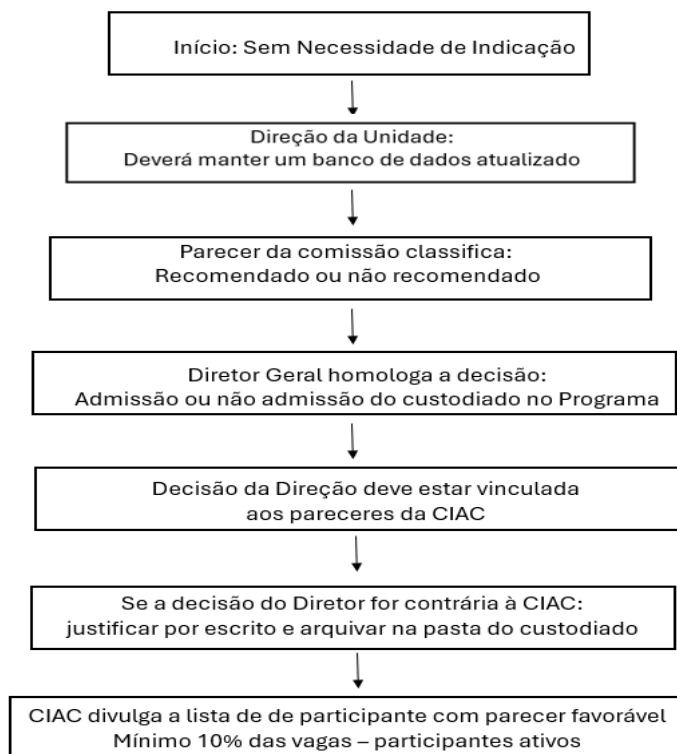 Início: Sem Necessidade de Indicação
Direção da Unidade:
Deverá manter um banco de dados atualizado
Parecer da comissão classifica:
Recomendado ou não recomendado
Diretor Geral homologa a decisão:
Admissão ou não admissão do custodiado no Programa
Decisão da Direção deve estar vinculada
aos pareceres da CIAC
Se a decisão do Diretor for contrária à CIAC:
justificar por escrito e arquivar na pasta do custodiado
CIAC divulga a lista de de participante com parecer favorável
Mínimo 10% das vagas – participantes ativos